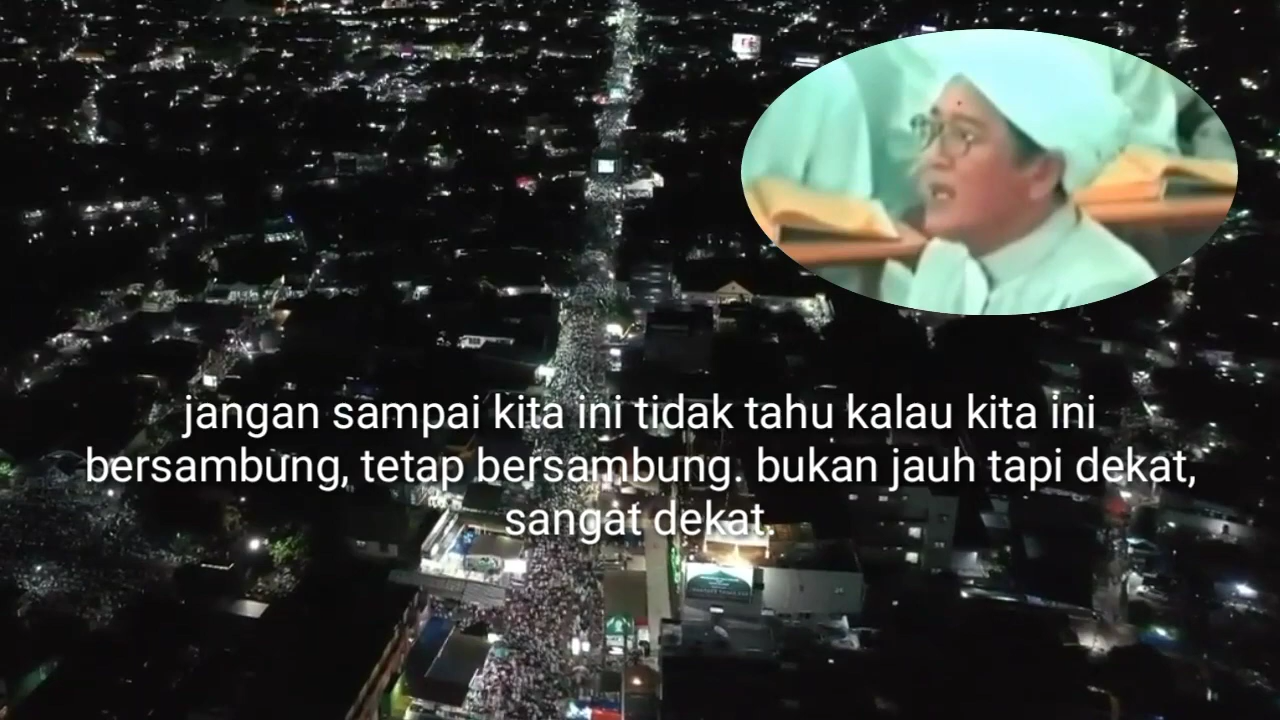 jangan sampai kita ini tidak tahu kalau kita ini
bersambung, tetap bersambung. bukan jauh tapi dekat,
sangat dekat.